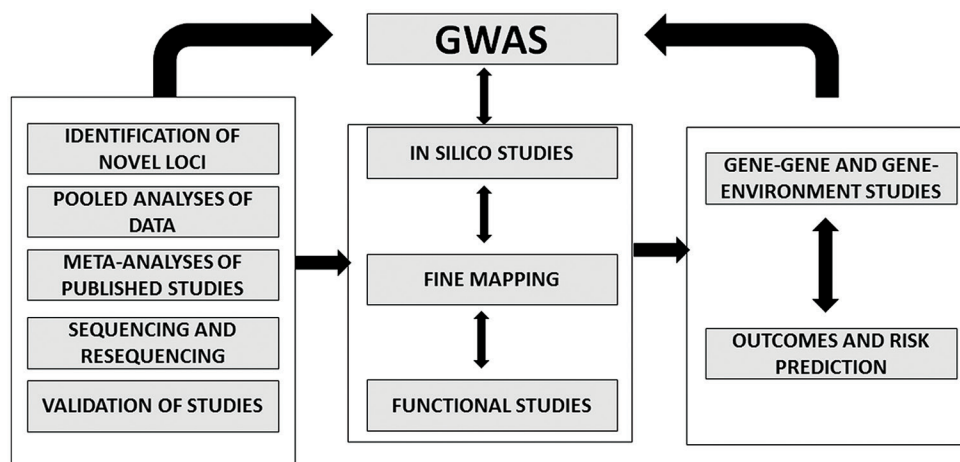 GWAS
IDENTIFICATION OF
NOVEL LOCI
POOLED ANALYSES OF
DATA
META-ANALYSES OF
PUBLISHED STUDIES
SEQUENCING AND
RESEQUENCING
VALIDATION OF STUDIES
IN SILICO STUDIES
FINE MAPPING
FUNCTIONAL STUDIES
GENE-GENE AND GENE-
ENVIRONMENT STUDIES
OUTCOMES AND RISK
PREDICTION